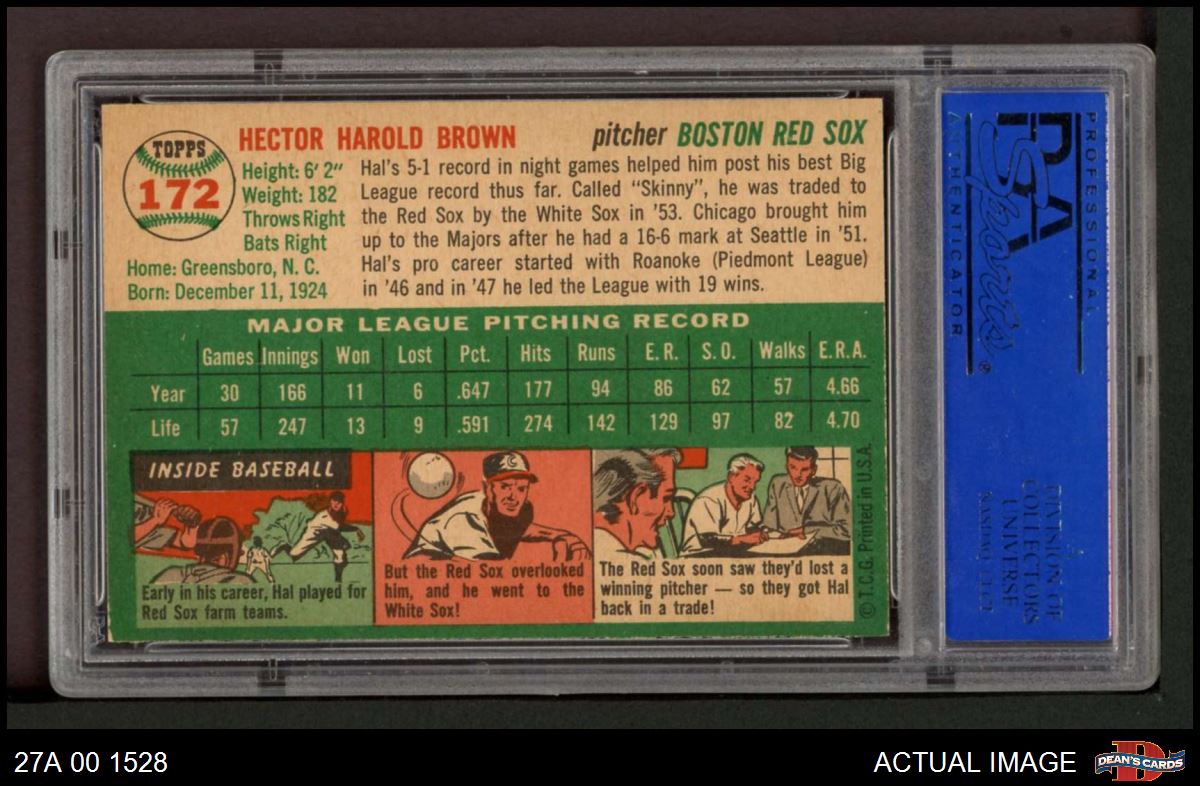 TOPPS
172
HECTOR HAROLD BROWN
pitcher BOSTON RED SOX
Height: 6' 2"
Weight: 182
Throws Right
Bats Right
Home: Greensboro, N. C.
Born: December 11, 1924
Hal's 5-1 record in night games helped him post his best Big
League record thus far. Called "Skinny", he was traded to
the Red Sox by the White Sox in '53. Chicago brought him
up to the Majors after he had a 16-6 mark at Seattle in '51.
Hal's pro career started with Roanoke (Piedmont League)
in '46 and in '47 he led the League with 19 wins.
MAJOR LEAGUE PITCHING RECORD
Games Innings Won Lost Pct. Hits Runs E. R. S. O. Walks E.R.A.
Year 30 166 11 6 .647 177 94 86 62 57 4.66
Life 57 247 13 9 .591 274 142 129 97 82 4.70
INSIDE BASEBALL
Early in his career, Hal played for
Red Sox farm teams.
But the Red Sox overlooked
him, and he went to the
White Sox!
The Red Sox soon saw they'd lost a
winning pitcher — so they got Hal
back in a trade!
© T.C.G. Printed in U.S.A.
PROFESSIONAL
PSA
Sports
®
AUTHENTICATOR
DIVISION OF
COLLECTORS
UNIVERSE
27A 00 1528
ACTUAL IMAGE
D
DEAN'S CARDS